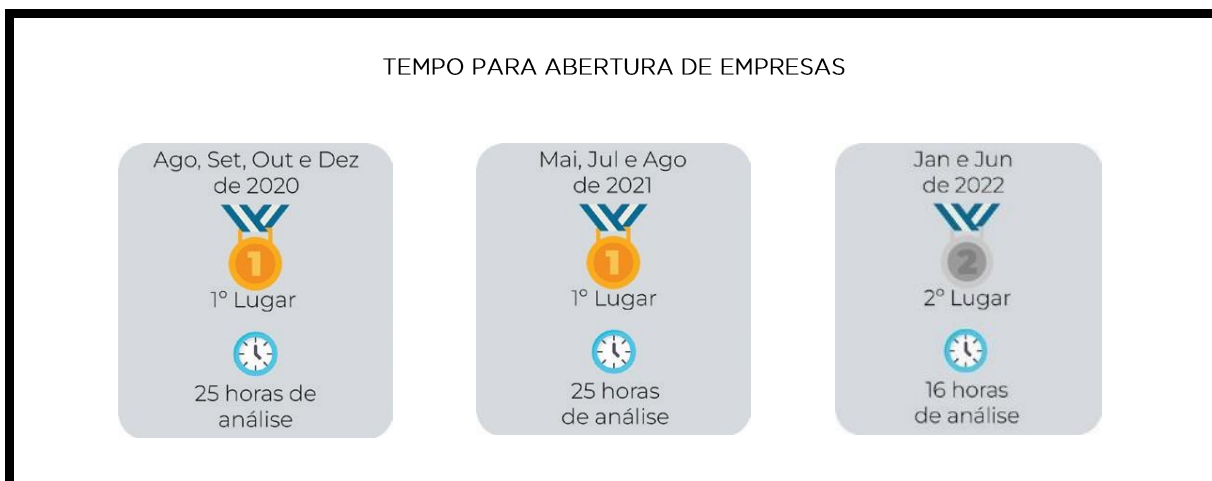 TEMPO PARA ABERTURA DE EMPRESAS
Ago, Set, Out e Dez
de 2020
1
1º Lugar
25 horas de
análise
Mai, Jul e Ago
de 2021
1
1º Lugar
25 horas
de análise
Jan e Jun
de 2022
2
2º Lugar
16 horas
de análise